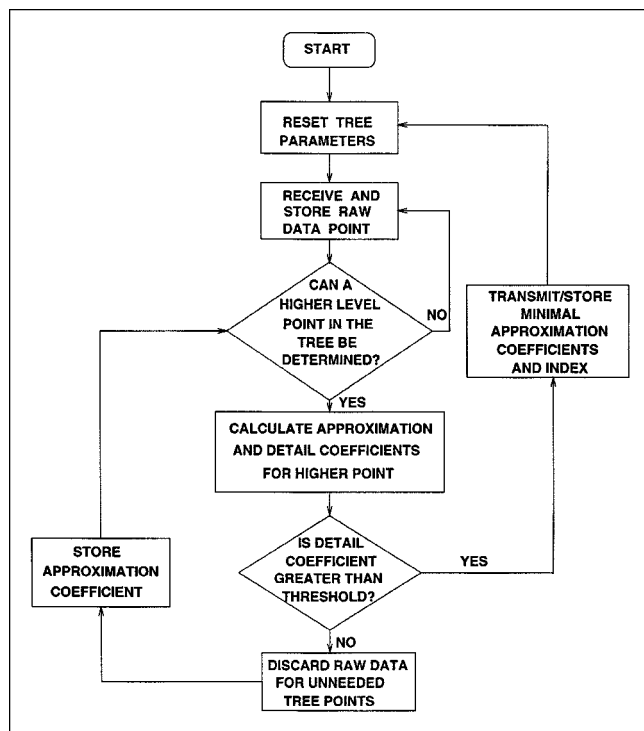 START
RESET TREE
PARAMETERS
RECEIVE AND
STORE RAW
DATA POINT
CAN A
HIGHER LEVEL
POINT IN THE
TREE BE
DETERMINED?
NO
YES
TRANSMIT/STORE
MINIMAL
APPROXIMATION
COEFFICIENTS
AND INDEX
CALCULATE APPROXIMATION
AND DETAIL COEFFICIENTS
FOR HIGHER POINT
IS DETAIL
COEFFICIENT
GREATER THAN
THRESHOLD?
YES
NO
STORE
APPROXIMATION
COEFFICIENT
DISCARD RAW DATA
FOR UNNEEDED
TREE POINTS